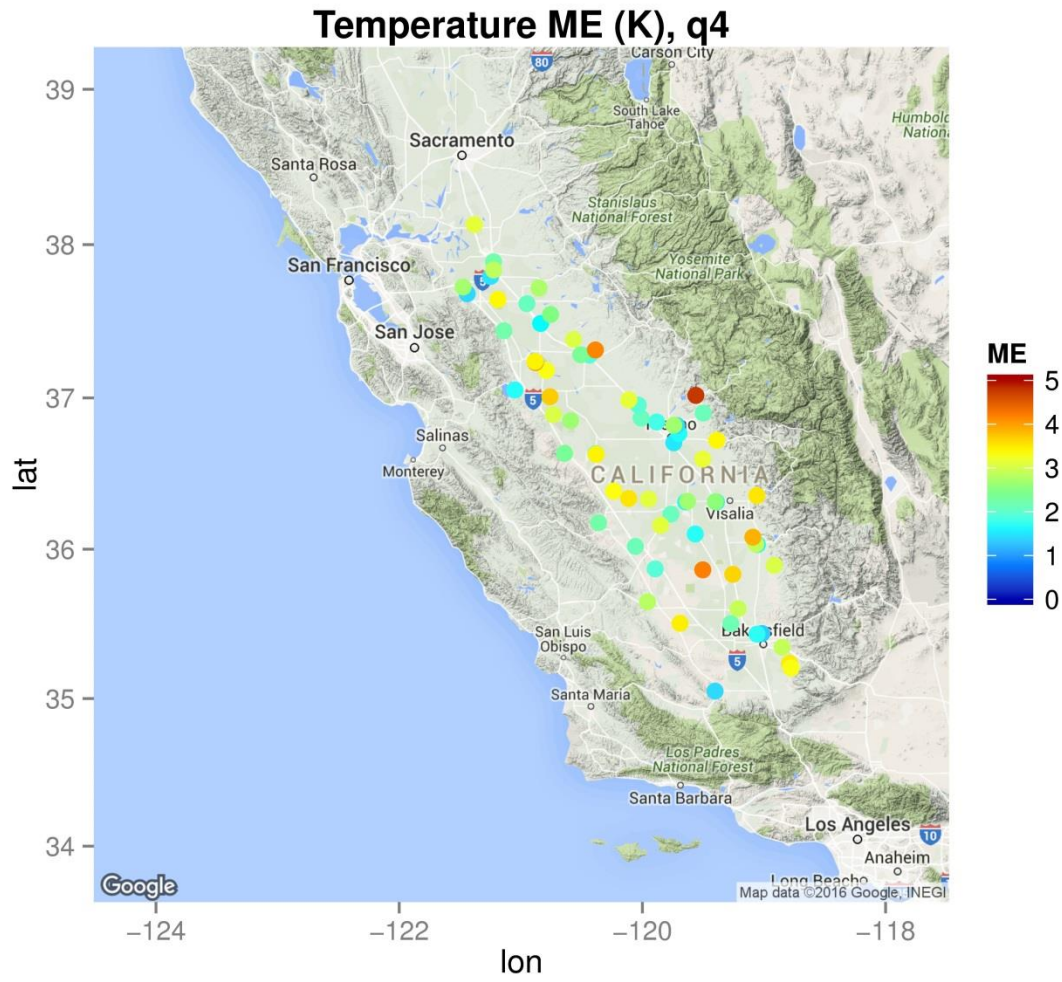 Temperature ME (K), q4
39
38
37
36
35
34
lat
−124
−122
−120
−118
lon
ME
5
4
3
2
1
0
80
Carson City
South Lake
Tahoe
Sacramento
Santa Rosa
Stanislaus
National Forest
Yosemite
National Park
San Francisco
5
San Jose
5
Salinas
Monterey
CALIFORNIA
Visalia
San Luis
Obispo
Bakersfield
5
Santa Maria
Los Padres
National Forest
Santa Barbara
Los Angeles
10
Anaheim
Long Beach
Google
Map data ©2016 Google, INEGI